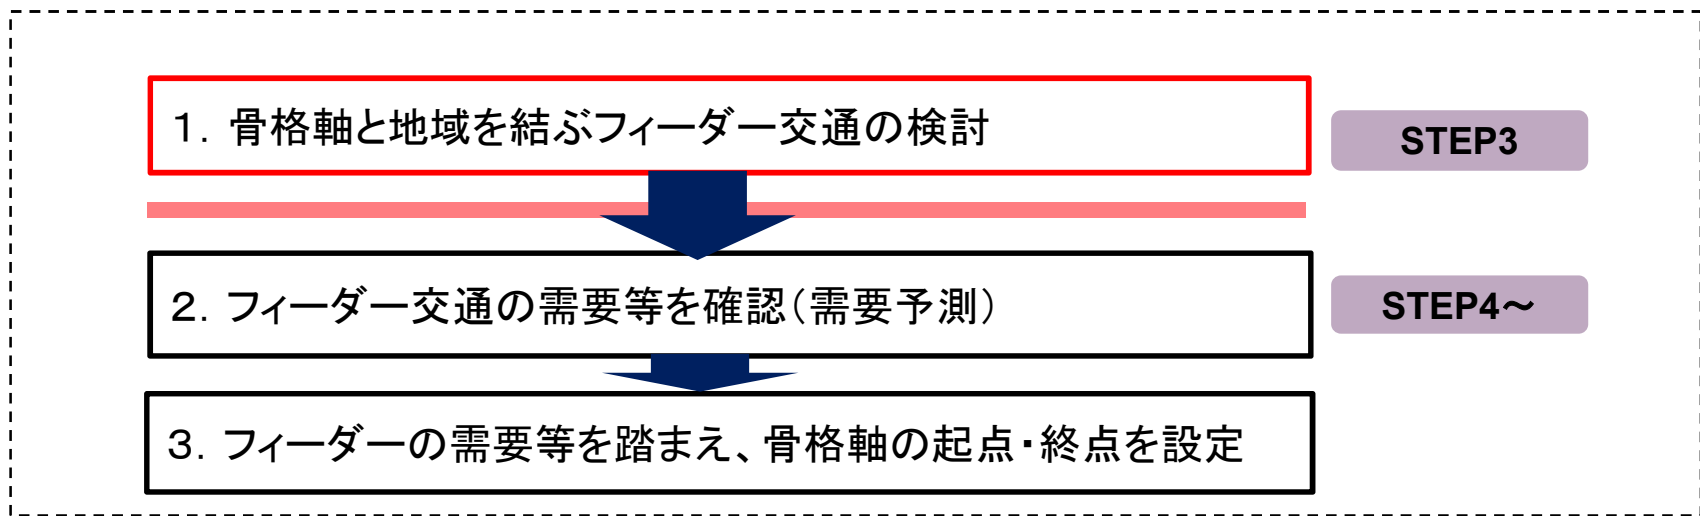 １．骨格軸と地域を結ぶフィーダー交通の検討
STEP3
２．フィーダー交通の需要等を確認（需要予測）
STEP4～
３．フィーダーの需要等を踏まえ、骨格軸の起点・終点を設定